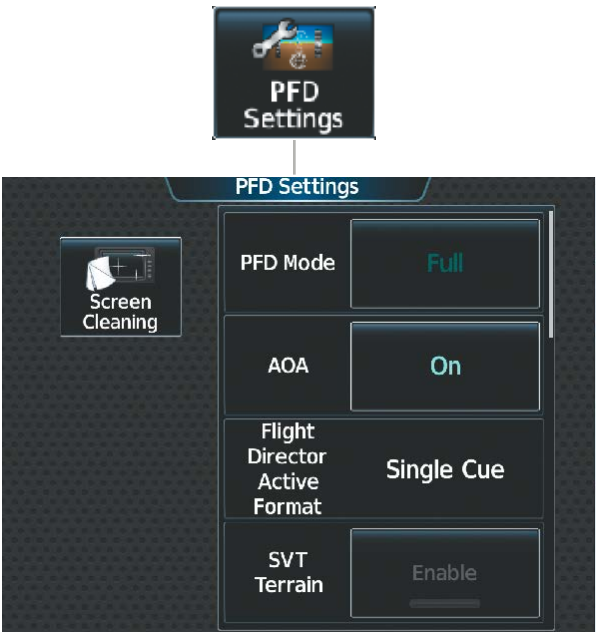 PFD
Settings
PFD Settings
Screen
Cleaning
PFD Mode
Full
AOA
On
Flight
Director
Active
Format
Single Cue
SVT
Terrain
Enable